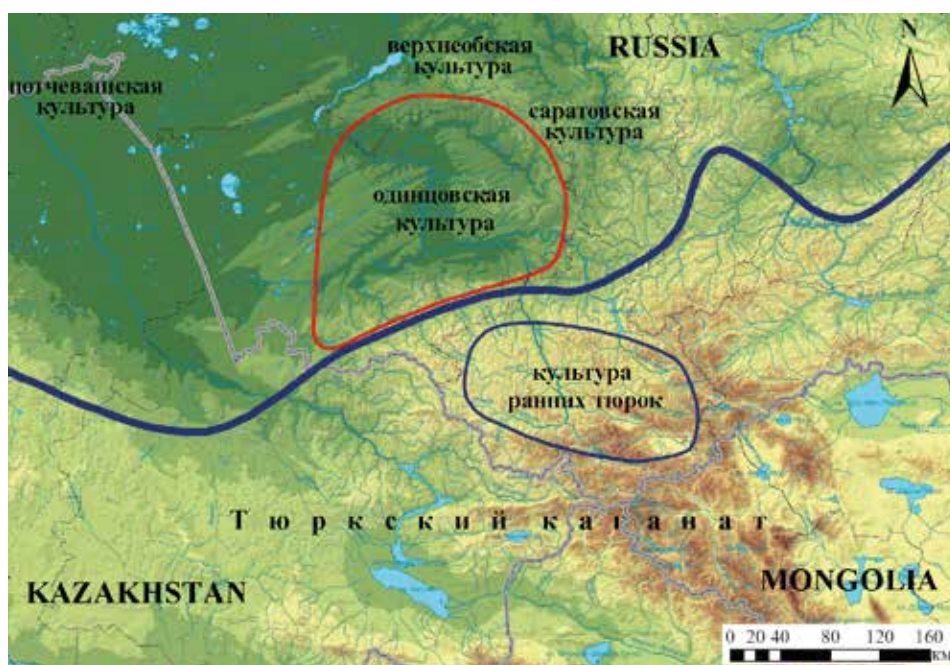 верхнеобская
культура
RUSSIA
N
потчевашская
культура
саратовская
культура
одинцовская
культура
культура
ранних тюрок
Тюркский каганат
KAZAKHSTAN
MONGOLIA
0 20 40 80 120 160
км